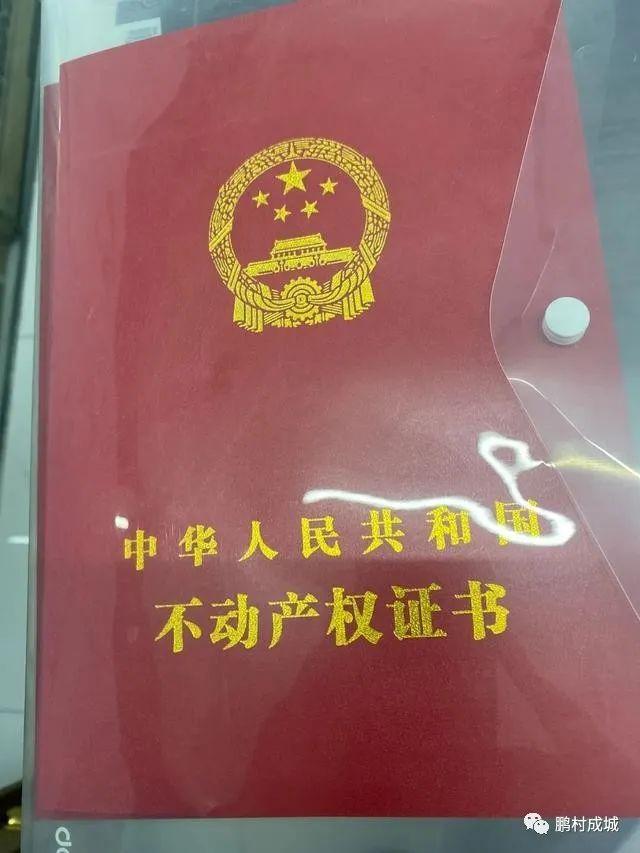 中华人民共和国
不动产权证书
鹏村成城